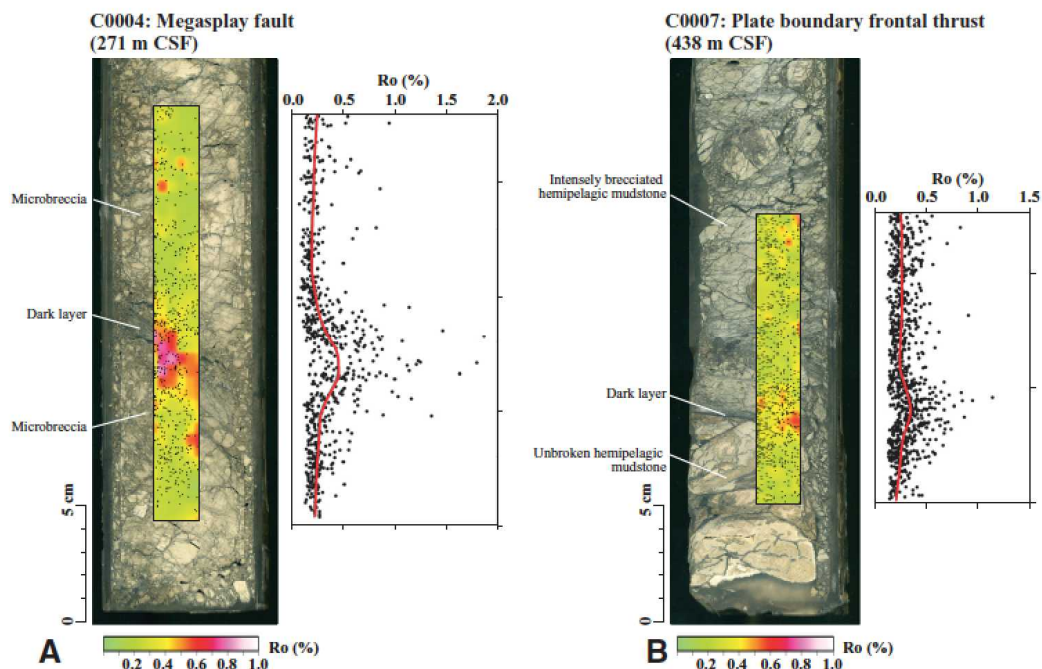 C0004: Megasplay fault
(271 m CSF)
Ro (%)
0.0 0.5 1.0 2.0
Microbreccia
Dark layer
Microbreccia
5 cm
0
A
0.2 0.4 0.6 0.8 1.0
Ro (%)
C0007: Plate boundary frontal thrust
(438 m CSF)
Ro (%)
0.0 0.5 1.0 1.5
Intensely brecciated
hemipelagic mudstone
Dark layer
Unbroken hemipelagic
mudstone
5 cm
0
B
0.2 0.4 0.6 0.8 1.0
Ro (%)